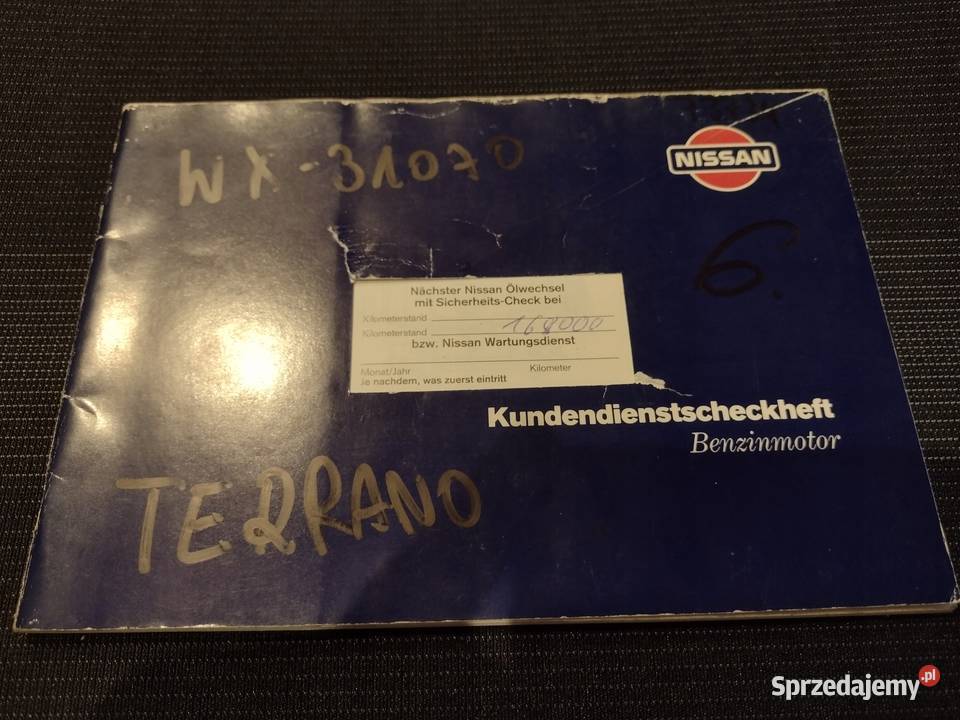 WX-31070
NISSAN
6.
Nächster Nissan Ölwechsel
mit Sicherheits-Check bei
Kilometerstand
Kilometerstand 168000
bzw. Nissan Wartungsdienst
Monat/Jahr Kilometer
Je nachdem, was zuerst eintritt
Kundendienstscheckheft
Benzinmotor
TERRANO
Sprzedajemy.pl